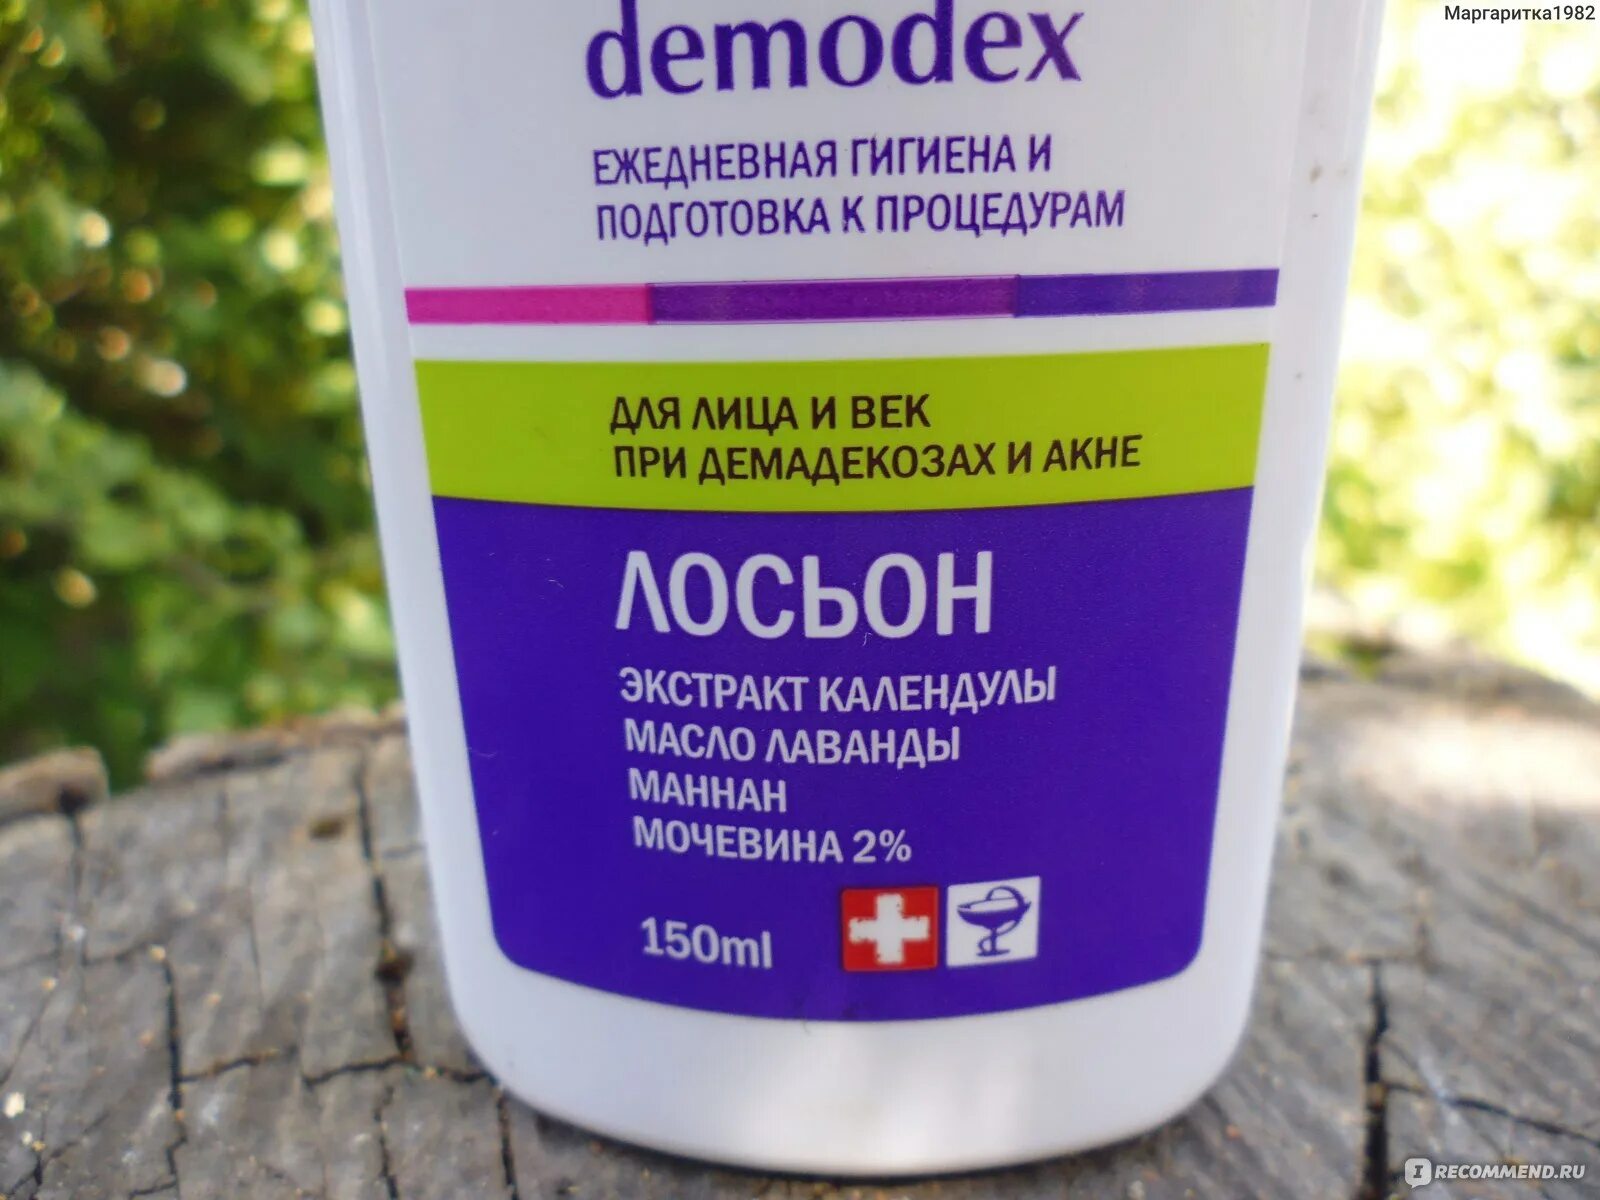 Маргаритка1982
demodex
ЕЖЕДНЕВНАЯ ГИГИЕНА И
ПОДГОТОВКА К ПРОЦЕДУРАМ
ДЛЯ ЛИЦА И ВЕК
ПРИ ДЕМАДЕКОЗАХ И АКНЕ
ЛОСЬОН
ЭКСТРАКТ КАЛЕНДУЛЫ
МАСЛО ЛАВАНДЫ
МАННАН
МОЧЕВИНА 2%
150ml
IRECOMMEND.RU